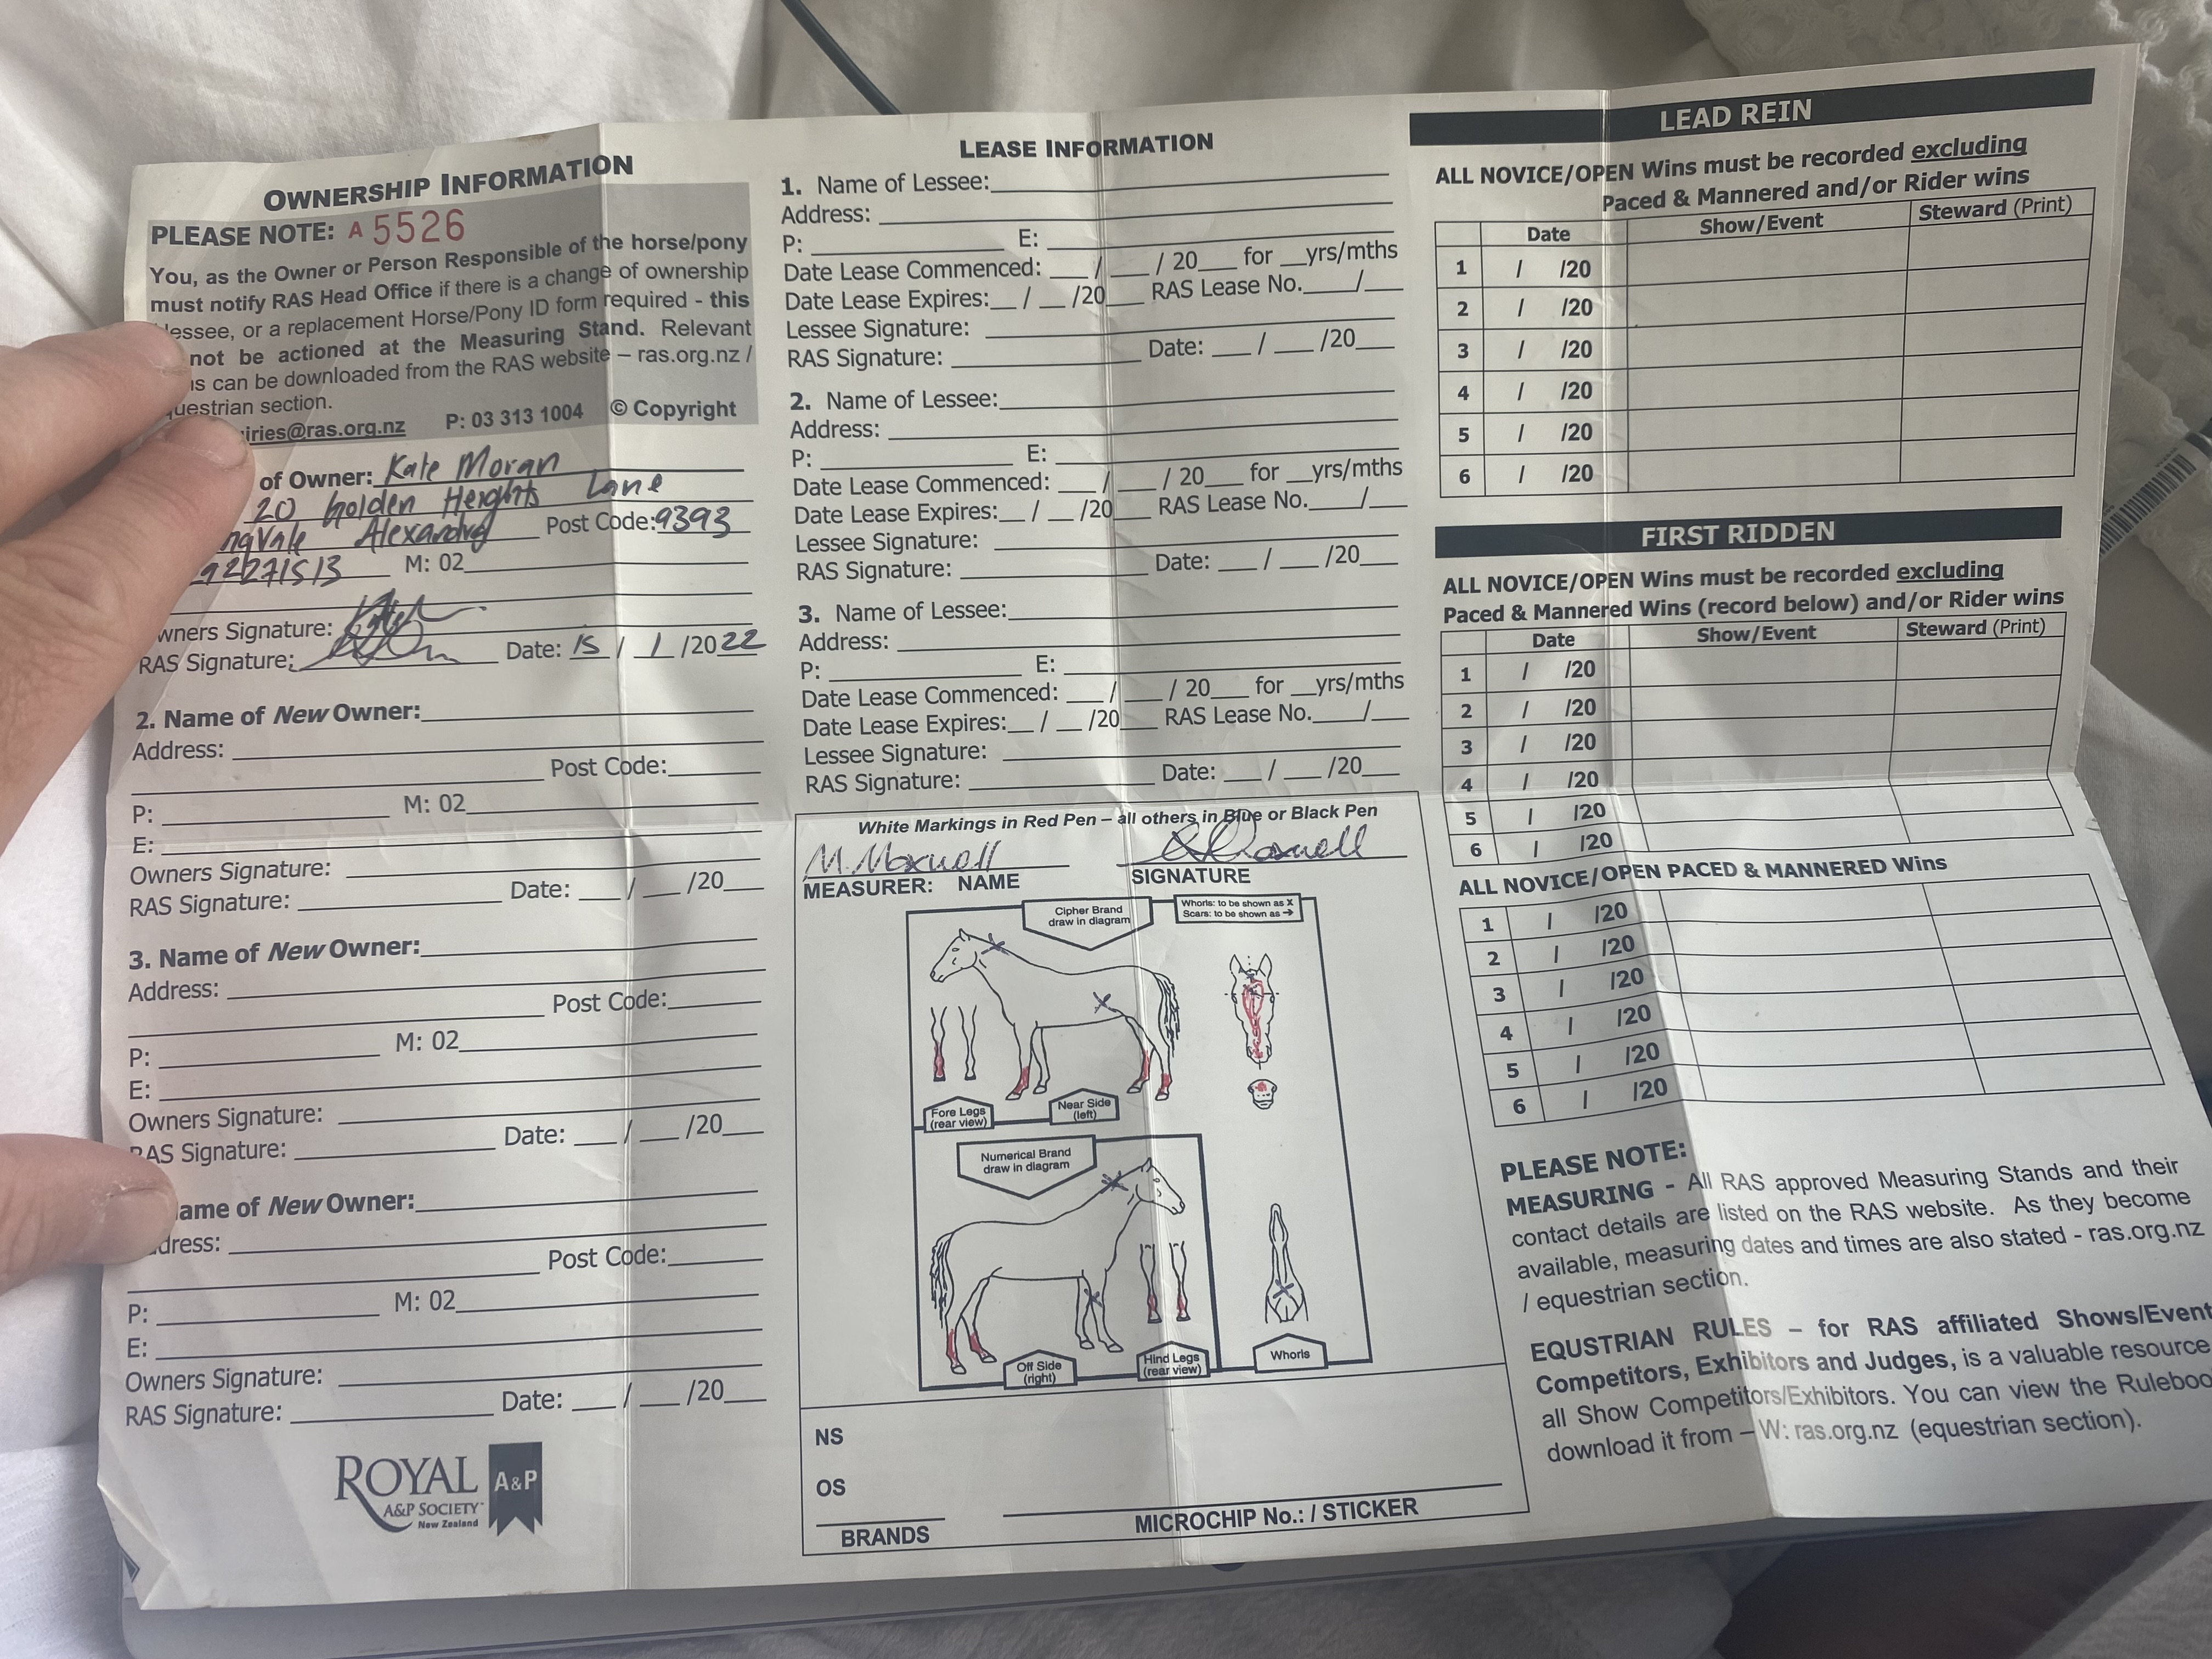 OWNERSHIP INFORMATION
PLEASE NOTE: A 5526
You, as the Owner or Person Responsible of the horse/pony
must notify RAS Head Office if there is a change of ownership
lessee, or a replacement Horse/Pony ID form required - this
not be actioned at the Measuring Stand. Relevant
can be downloaded from the RAS website – ras.org.nz /
section.
@ras.org.nz P: 03 313 1004 © Copyright
of Owner: Kate Moran
20 Golden Heights Lane
Alexandra Post Code: 9393
M: 02
Owners Signature:
RAS Signature: Date: 15 / 1 /2022
2. Name of New Owner:
Address:
Post Code:
P: M: 02
E:
Owners Signature:
RAS Signature: Date: / /20
3. Name of New Owner:
Address:
Post Code:
P: M: 02
E:
Owners Signature:
RAS Signature: Date: / /20
Name of New Owner:
Address:
Post Code:
P: M: 02
E:
Owners Signature:
RAS Signature: Date: / /20
ROYAL A&P
A&P SOCIETY
New Zealand
LEASE INFORMATION
1. Name of Lessee:
Address:
P: E:
Date Lease Commenced: / / 20 for yrs/mths
Date Lease Expires: / /20 RAS Lease No. /
Lessee Signature:
RAS Signature: Date: / /20
2. Name of Lessee:
Address:
P: E:
Date Lease Commenced: / / 20 for yrs/mths
Date Lease Expires: / /20 RAS Lease No. /
Lessee Signature:
RAS Signature: Date: / /20
3. Name of Lessee:
Address:
P: E:
Date Lease Commenced: / / 20 for yrs/mths
Date Lease Expires: / /20 RAS Lease No. /
Lessee Signature:
RAS Signature: Date: / /20
White Markings in Red Pen – all others in Blue or Black Pen
M. Maxwell
MEASURER: NAME SIGNATURE
Cipher Brand
draw in diagram
Whorls: to be shown as X
Scars: to be shown as →
Fore Legs
(rear view)
Near Side
(left)
Numerical Brand
draw in diagram
Off Side
(right)
Hind Legs
(rear view)
Whorls
NS
OS
BRANDS
MICROCHIP No.: / STICKER
LEAD REIN
ALL NOVICE/OPEN Wins must be recorded excluding
Paced & Mannered and/or Rider wins
Date Show/Event Steward (Print)
1 / /20
2 / /20
3 / /20
4 / /20
5 / /20
6 / /20
FIRST RIDDEN
ALL NOVICE/OPEN Wins must be recorded excluding
Paced & Mannered Wins (record below) and/or Rider wins
Date Show/Event Steward (Print)
1 / /20
2 / /20
3 / /20
4 / /20
5 / /20
6 / /20
ALL NOVICE/OPEN PACED & MANNERED Wins
1 / /20
2 / /20
3 / /20
4 / /20
5 / /20
6 / /20
PLEASE NOTE:
MEASURING - All RAS approved Measuring Stands and their
contact details are listed on the RAS website. As they become
available, measuring dates and times are also stated - ras.org.nz
/ equestrian section.
EQUSTRIAN RULES – for RAS affiliated Shows/Event
Competitors, Exhibitors and Judges, is a valuable resource
all Show Competitors/Exhibitors. You can view the Ruleboo
download it from – W: ras.org.nz (equestrian section).